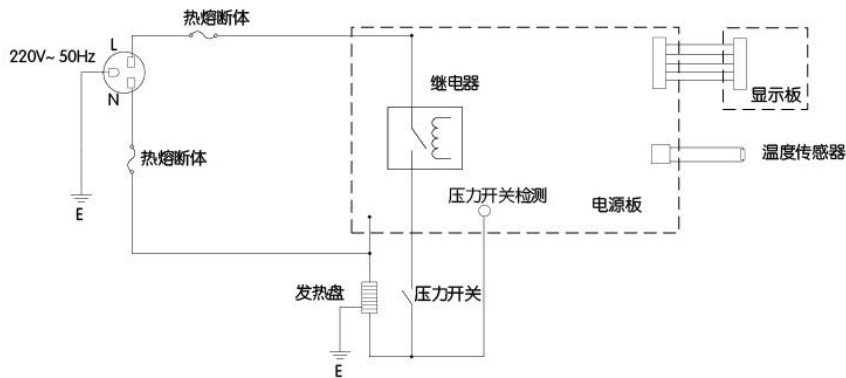 热熔断体
L
220V~ 50Hz
N
E
热熔断体
继电器
显示板
温度传感器
压力开关检测
电源板
发热盘
压力开关
E